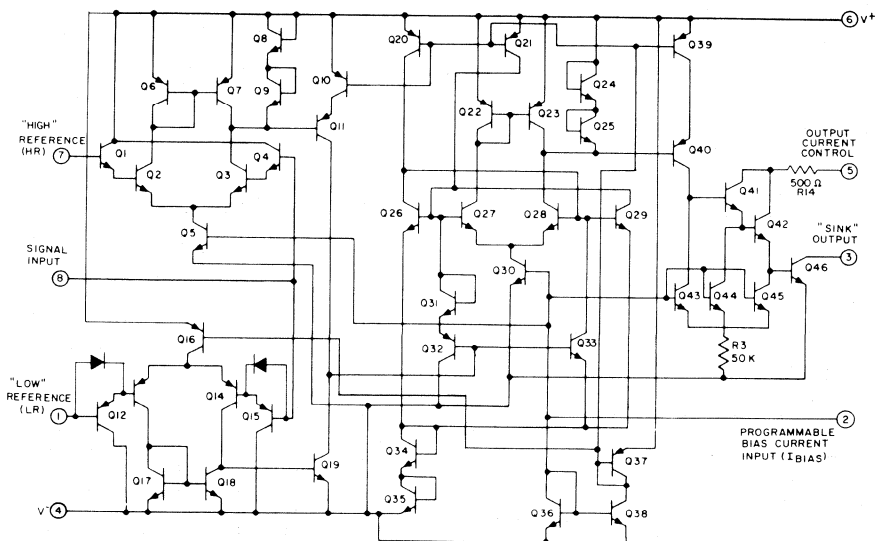 Q8
Q20
Q21
Q39
6 V+
Q10
Q24
Q6
Q7
Q9
Q22
Q23
Q25
"HIGH"
REFERENCE
(HR)
7
Q11
Q1
Q4
Q40
OUTPUT
CURRENT
CONTROL
Q2
Q3
Q41
500 Ω
R14
5
Q26
Q27
Q28
Q29
Q42
"SINK"
OUTPUT
3
Q5
SIGNAL
INPUT
8
Q30
Q46
Q31
Q43
Q44
Q45
Q16
Q32
Q33
R3
50 K
"LOW"
REFERENCE
(LR)
1
Q12
Q14
Q15
2
PROGRAMMABLE
BIAS CURRENT
INPUT (IBIAS)
Q34
Q37
Q17
Q18
Q19
Q35
V- 4
Q36
Q38